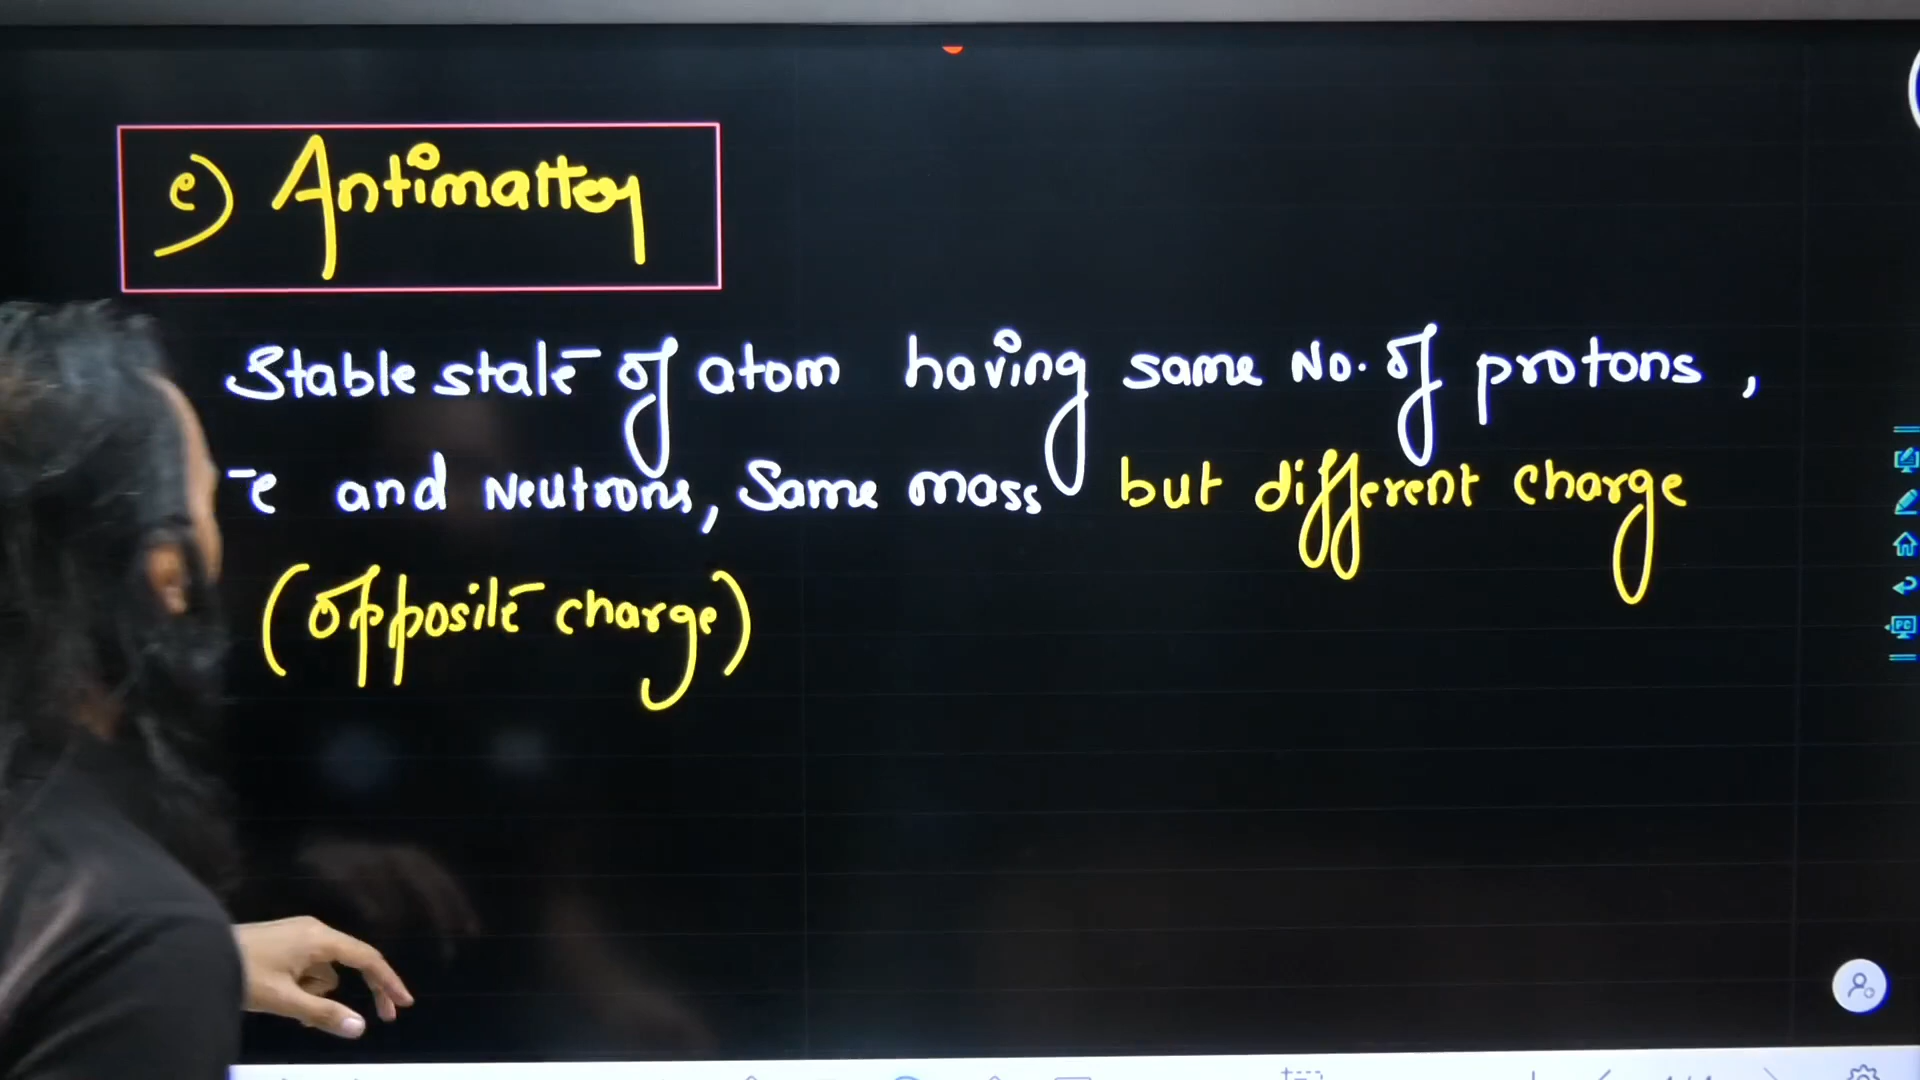 e) Antimatter
Stable state of atom having same No. of protons,
-e and Neutrons, Same mass but different charge
(opposite charge)
PC